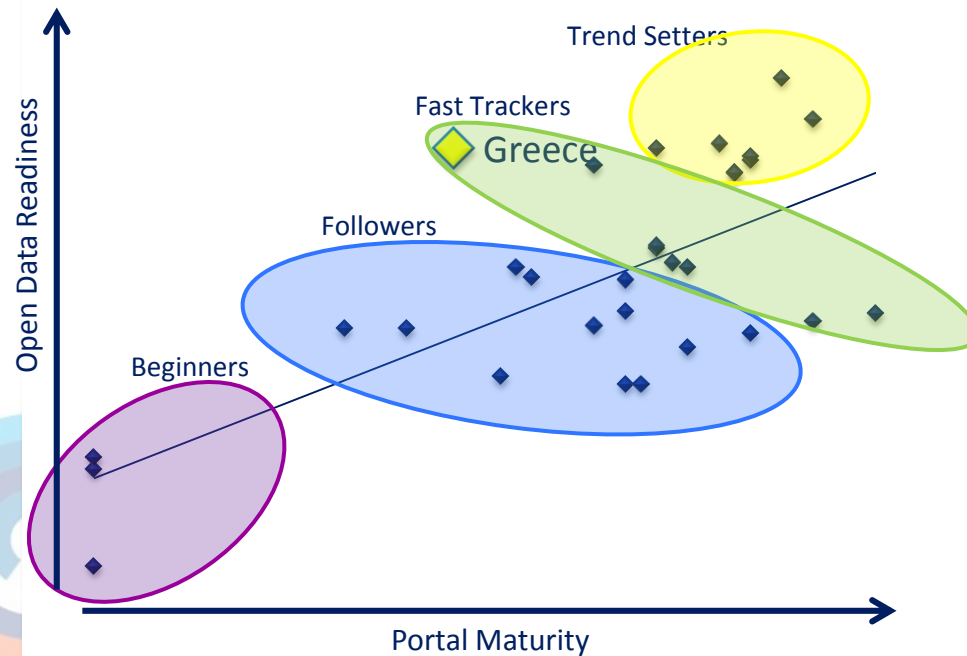 Trend Setters
Fast Trackers
Greece
Followers
Beginners
Open Data Readiness
Portal Maturity